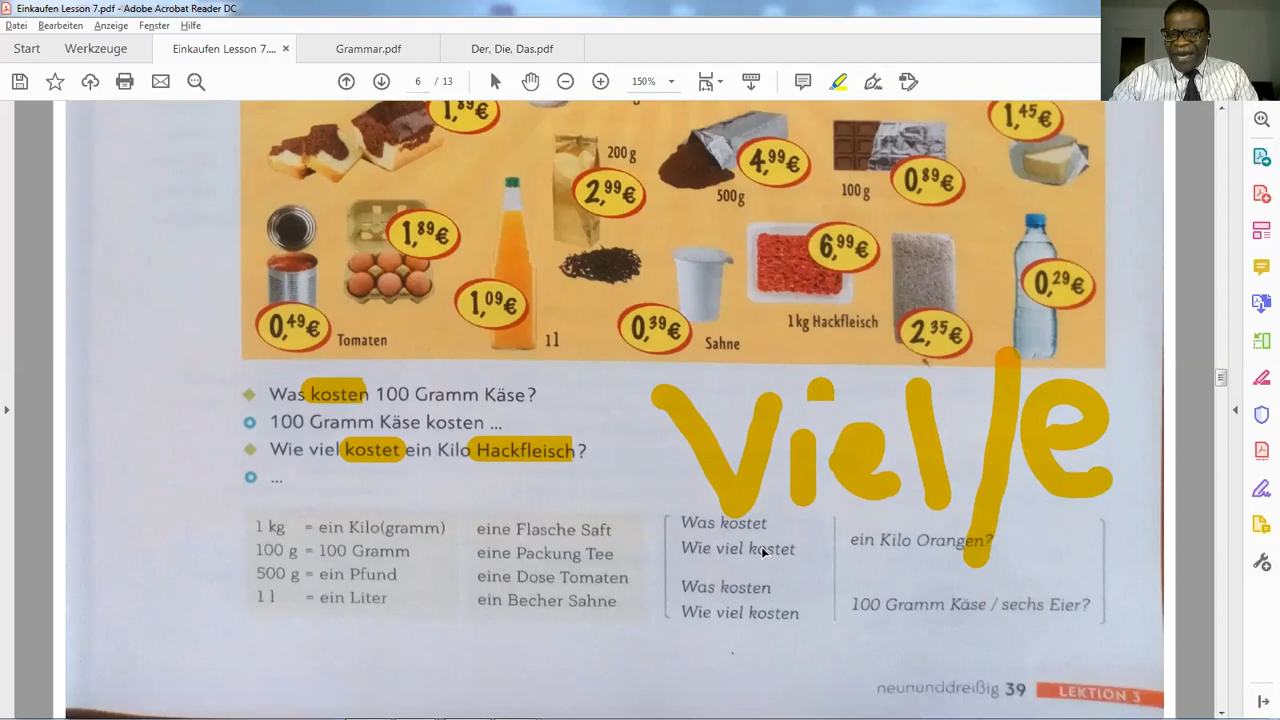 Einkaufen Lesson 7.pdf - Adobe Acrobat Reader DC
Datei Bearbeiten Anzeige Fenster Hilfe
Start Werkzeuge Einkaufen Lesson 7.... × Grammar.pdf Der, Die, Das.pdf
6 / 13 150%
1,89€
1,45€
200 g
2,99€
4,99€
500g
100 g
0,89€
1,89€
6,99€
0,29€
1,09€
0,49€
Tomaten
1 l
0,39€
Sahne
1kg Hackfleisch
2,35€
Was kosten 100 Gramm Käse?
100 Gramm Käse kosten ...
Wie viel kostet ein Kilo Hackfleisch?
...
viel/e
1 kg = ein Kilo(gramm)
100 g = 100 Gramm
500 g = ein Pfund
1 l = ein Liter
eine Flasche Saft
eine Packung Tee
eine Dose Tomaten
ein Becher Sahne
Was kostet
Wie viel kostet
Was kosten
Wie viel kosten
ein Kilo Orangen?
100 Gramm Käse / sechs Eier?
neununddreißig 39 LEKTION 3